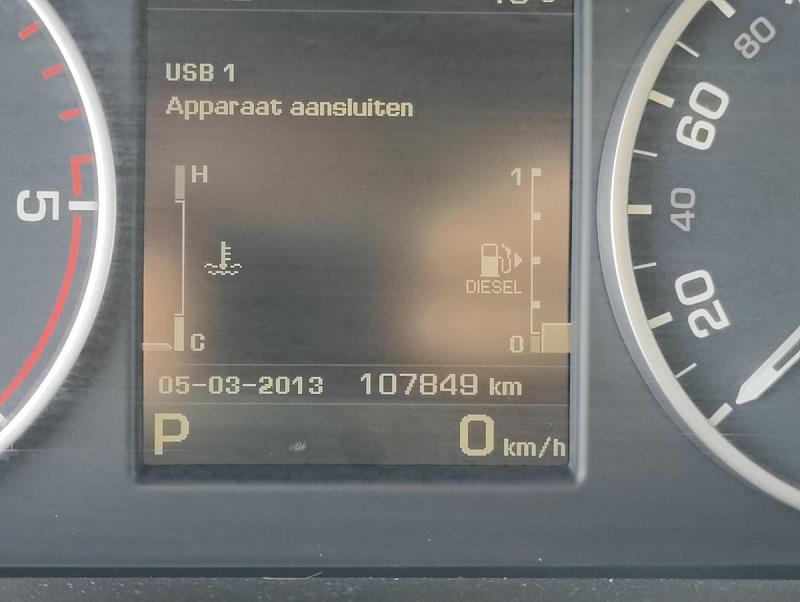 USB 1
Apparaat aansluiten
H
1
DIESEL
C
0
05-03-2013 107849 km
P 0 km/h
5
80
60
40
20